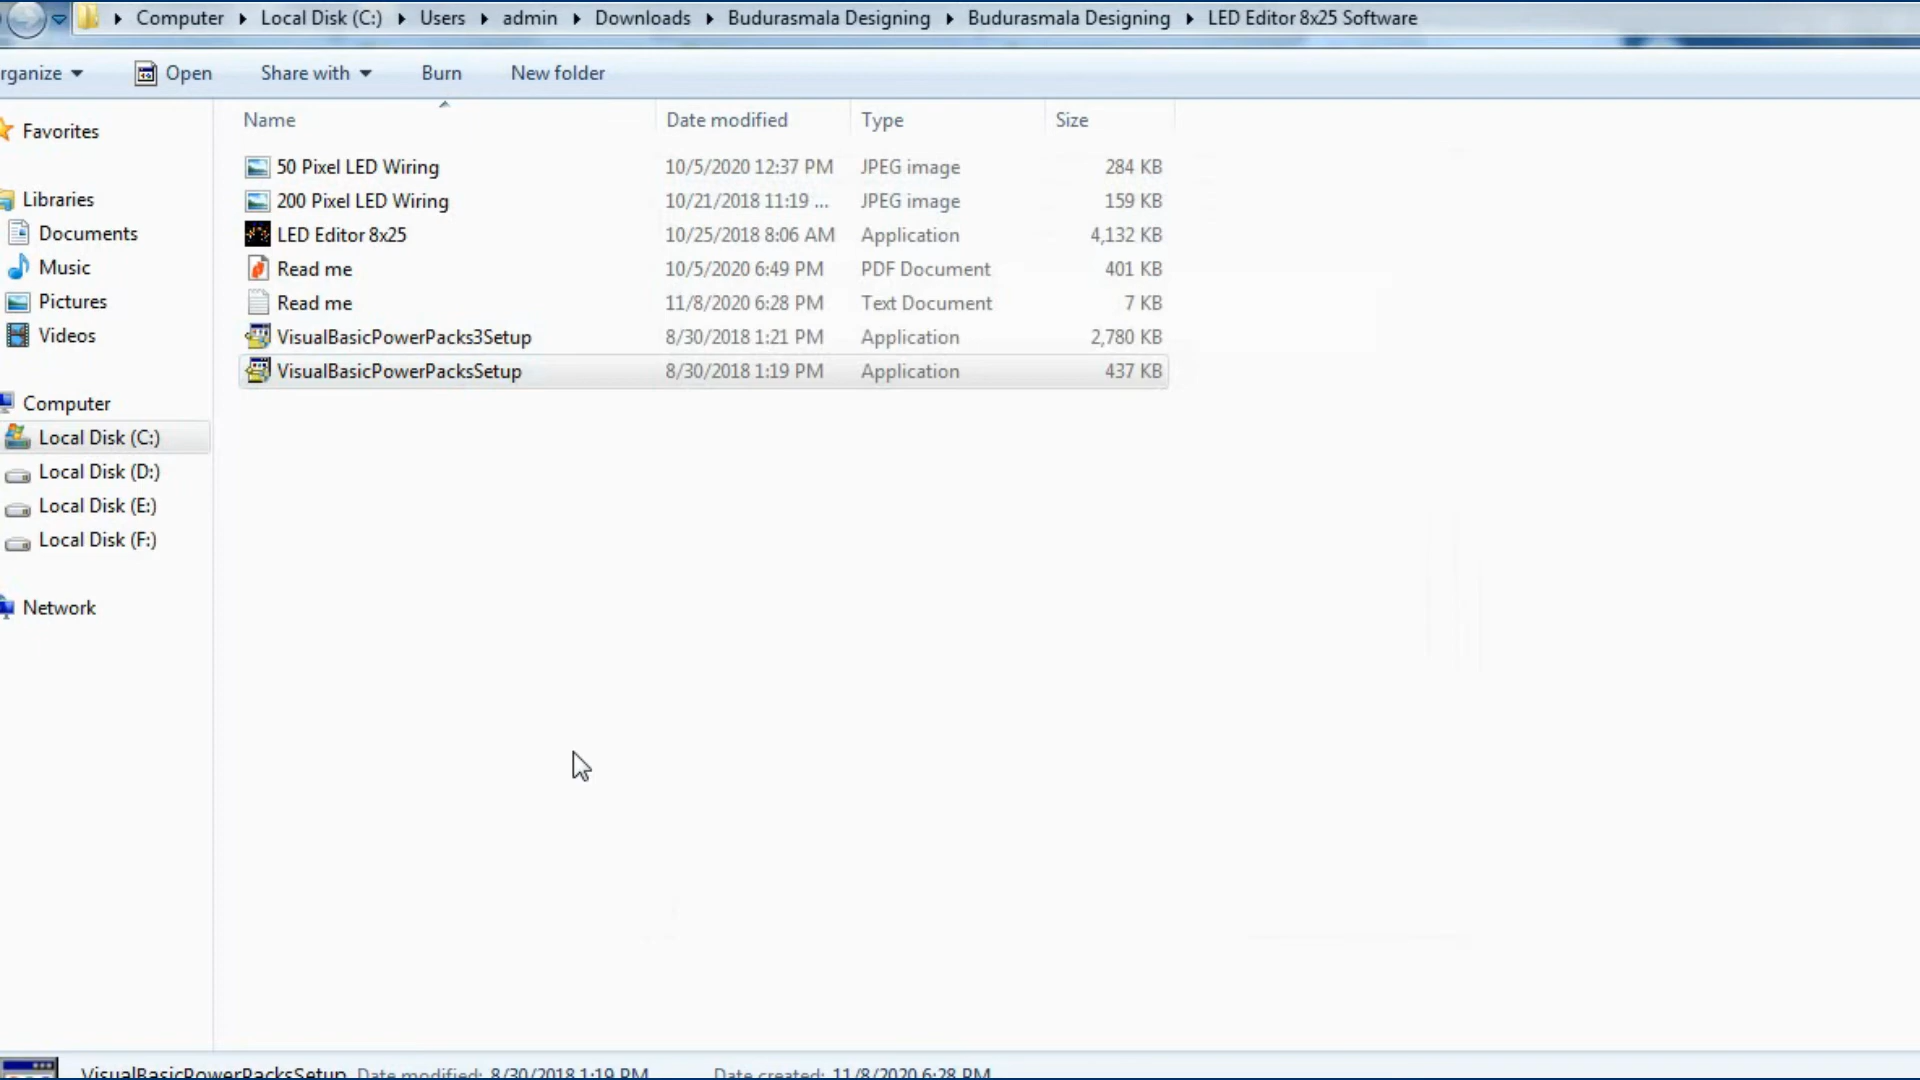 Computer Local Disk (C:) Users admin Downloads Budurasmala Designing Budurasmala Designing LED Editor 8x25 Software
rganize Open Share with Burn New folder
Name Date modified Type Size
Favorites
Libraries
Documents
Music
Pictures
Videos
Computer
Local Disk (C:)
Local Disk (D:)
Local Disk (E:)
Local Disk (F:)
Network
50 Pixel LED Wiring 10/5/2020 12:37 PM JPEG image 284 KB
200 Pixel LED Wiring 10/21/2018 11:19 ... JPEG image 159 KB
LED Editor 8x25 10/25/2018 8:06 AM Application 4,132 KB
Read me 10/5/2020 6:49 PM PDF Document 401 KB
Read me 11/8/2020 6:28 PM Text Document 7 KB
VisualBasicPowerPacks3Setup 8/30/2018 1:21 PM Application 2,780 KB
VisualBasicPowerPacksSetup 8/30/2018 1:19 PM Application 437 KB
VisualBasicPowerPacksSetup Date modified: 8/30/2018 1:19 PM Date created: 11/8/2020 6:28 PM